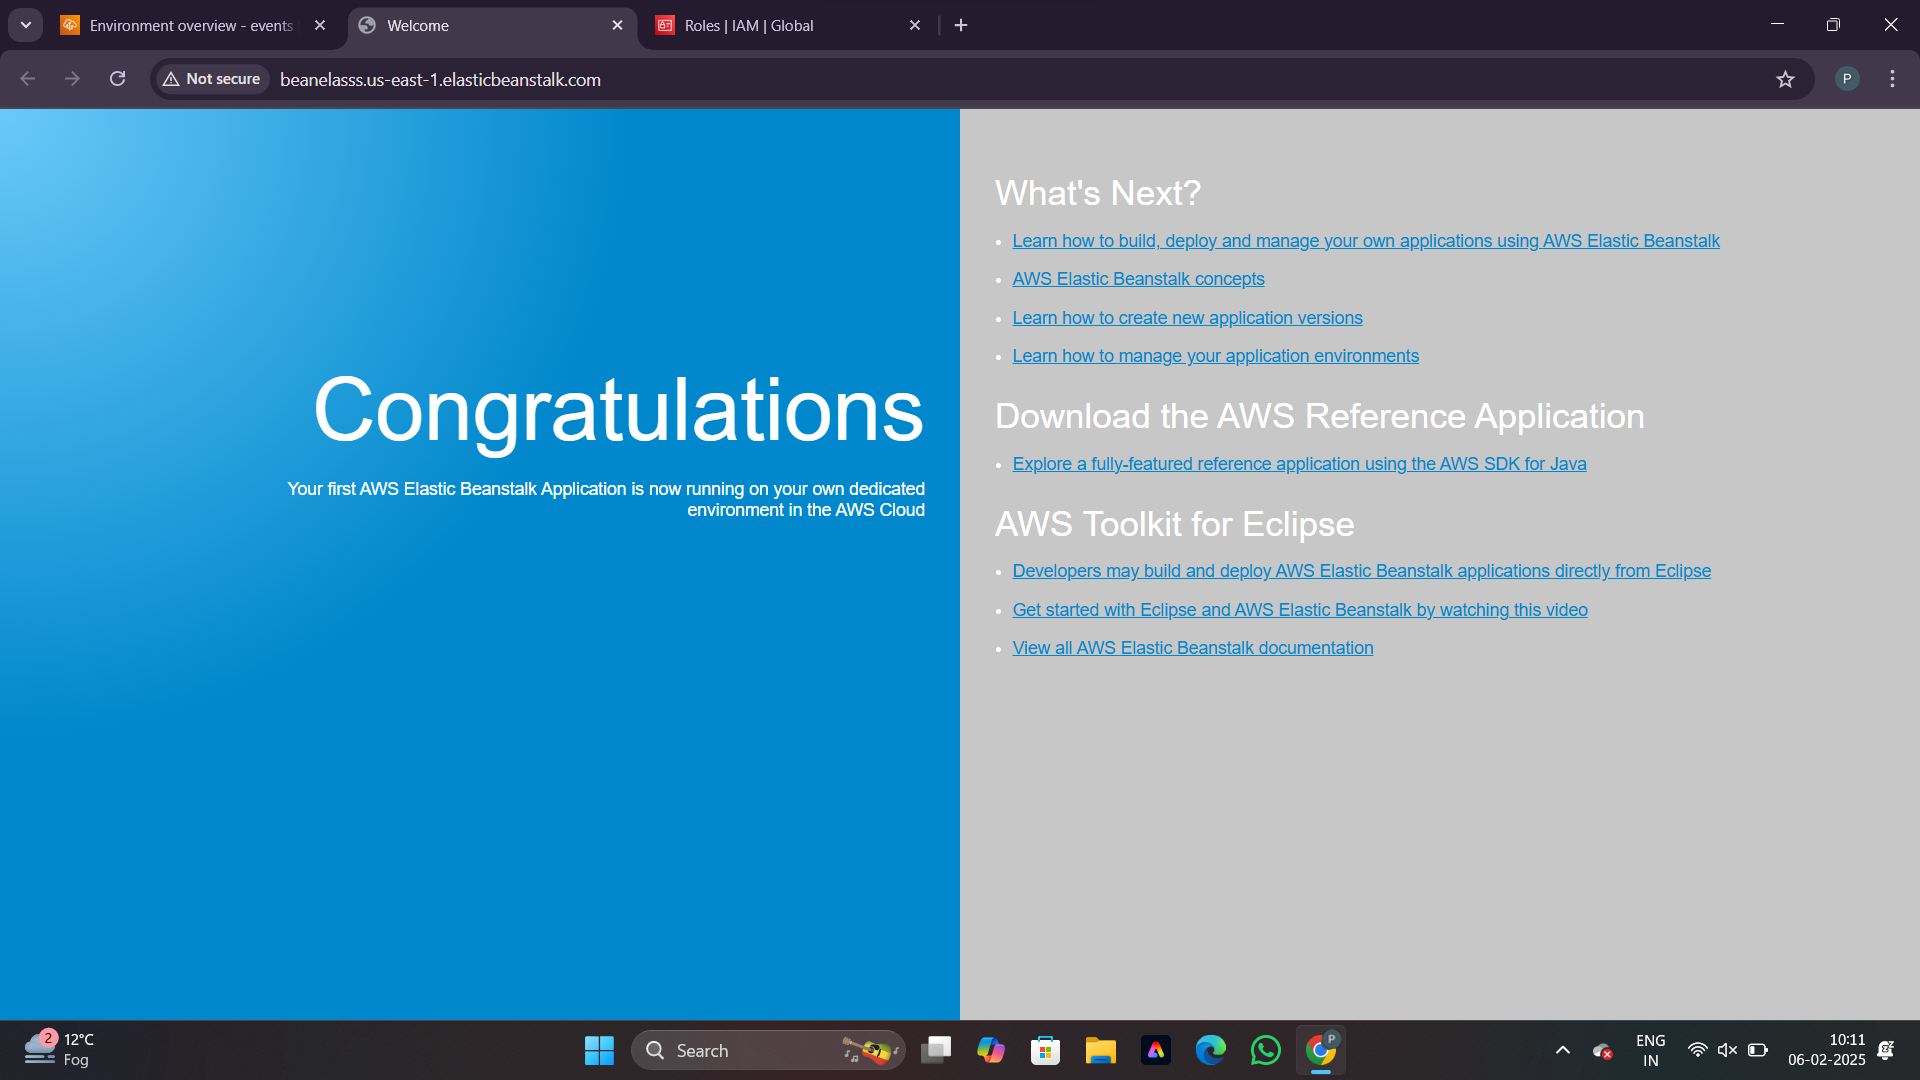 Environment overview - events
Welcome
Roles | IAM | Global
Not secure
beanelasss.us-east-1.elasticbeanstalk.com
P
Congratulations
Your first AWS Elastic Beanstalk Application is now running on your own dedicated
environment in the AWS Cloud
What's Next?
Learn how to build, deploy and manage your own applications using AWS Elastic Beanstalk
AWS Elastic Beanstalk concepts
Learn how to create new application versions
Learn how to manage your application environments
Download the AWS Reference Application
Explore a fully-featured reference application using the AWS SDK for Java
AWS Toolkit for Eclipse
Developers may build and deploy AWS Elastic Beanstalk applications directly from Eclipse
Get started with Eclipse and AWS Elastic Beanstalk by watching this video
View all AWS Elastic Beanstalk documentation
2
12°C
Fog
Search
P
ENG
IN
10:11
06-02-2025